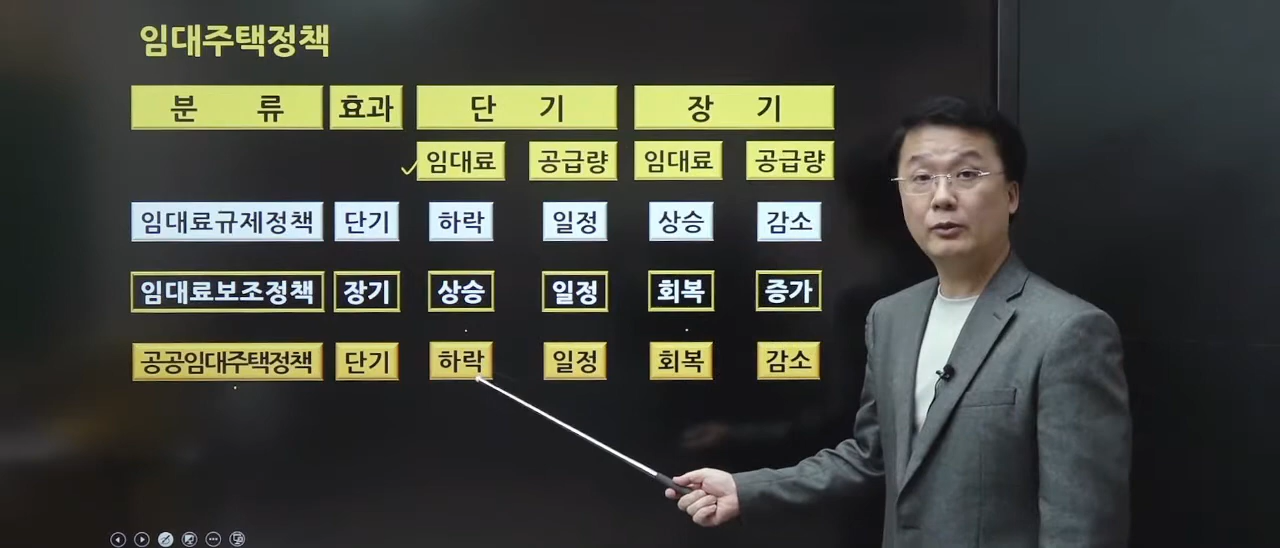 임대주택정책
분 류 효과 단 기 장 기
임대료 공급량 임대료 공급량
임대료규제정책 단기 하락 일정 상승 감소
임대료보조정책 장기 상승 일정 회복 증가
공공임대주택정책 단기 하락 일정 회복 감소